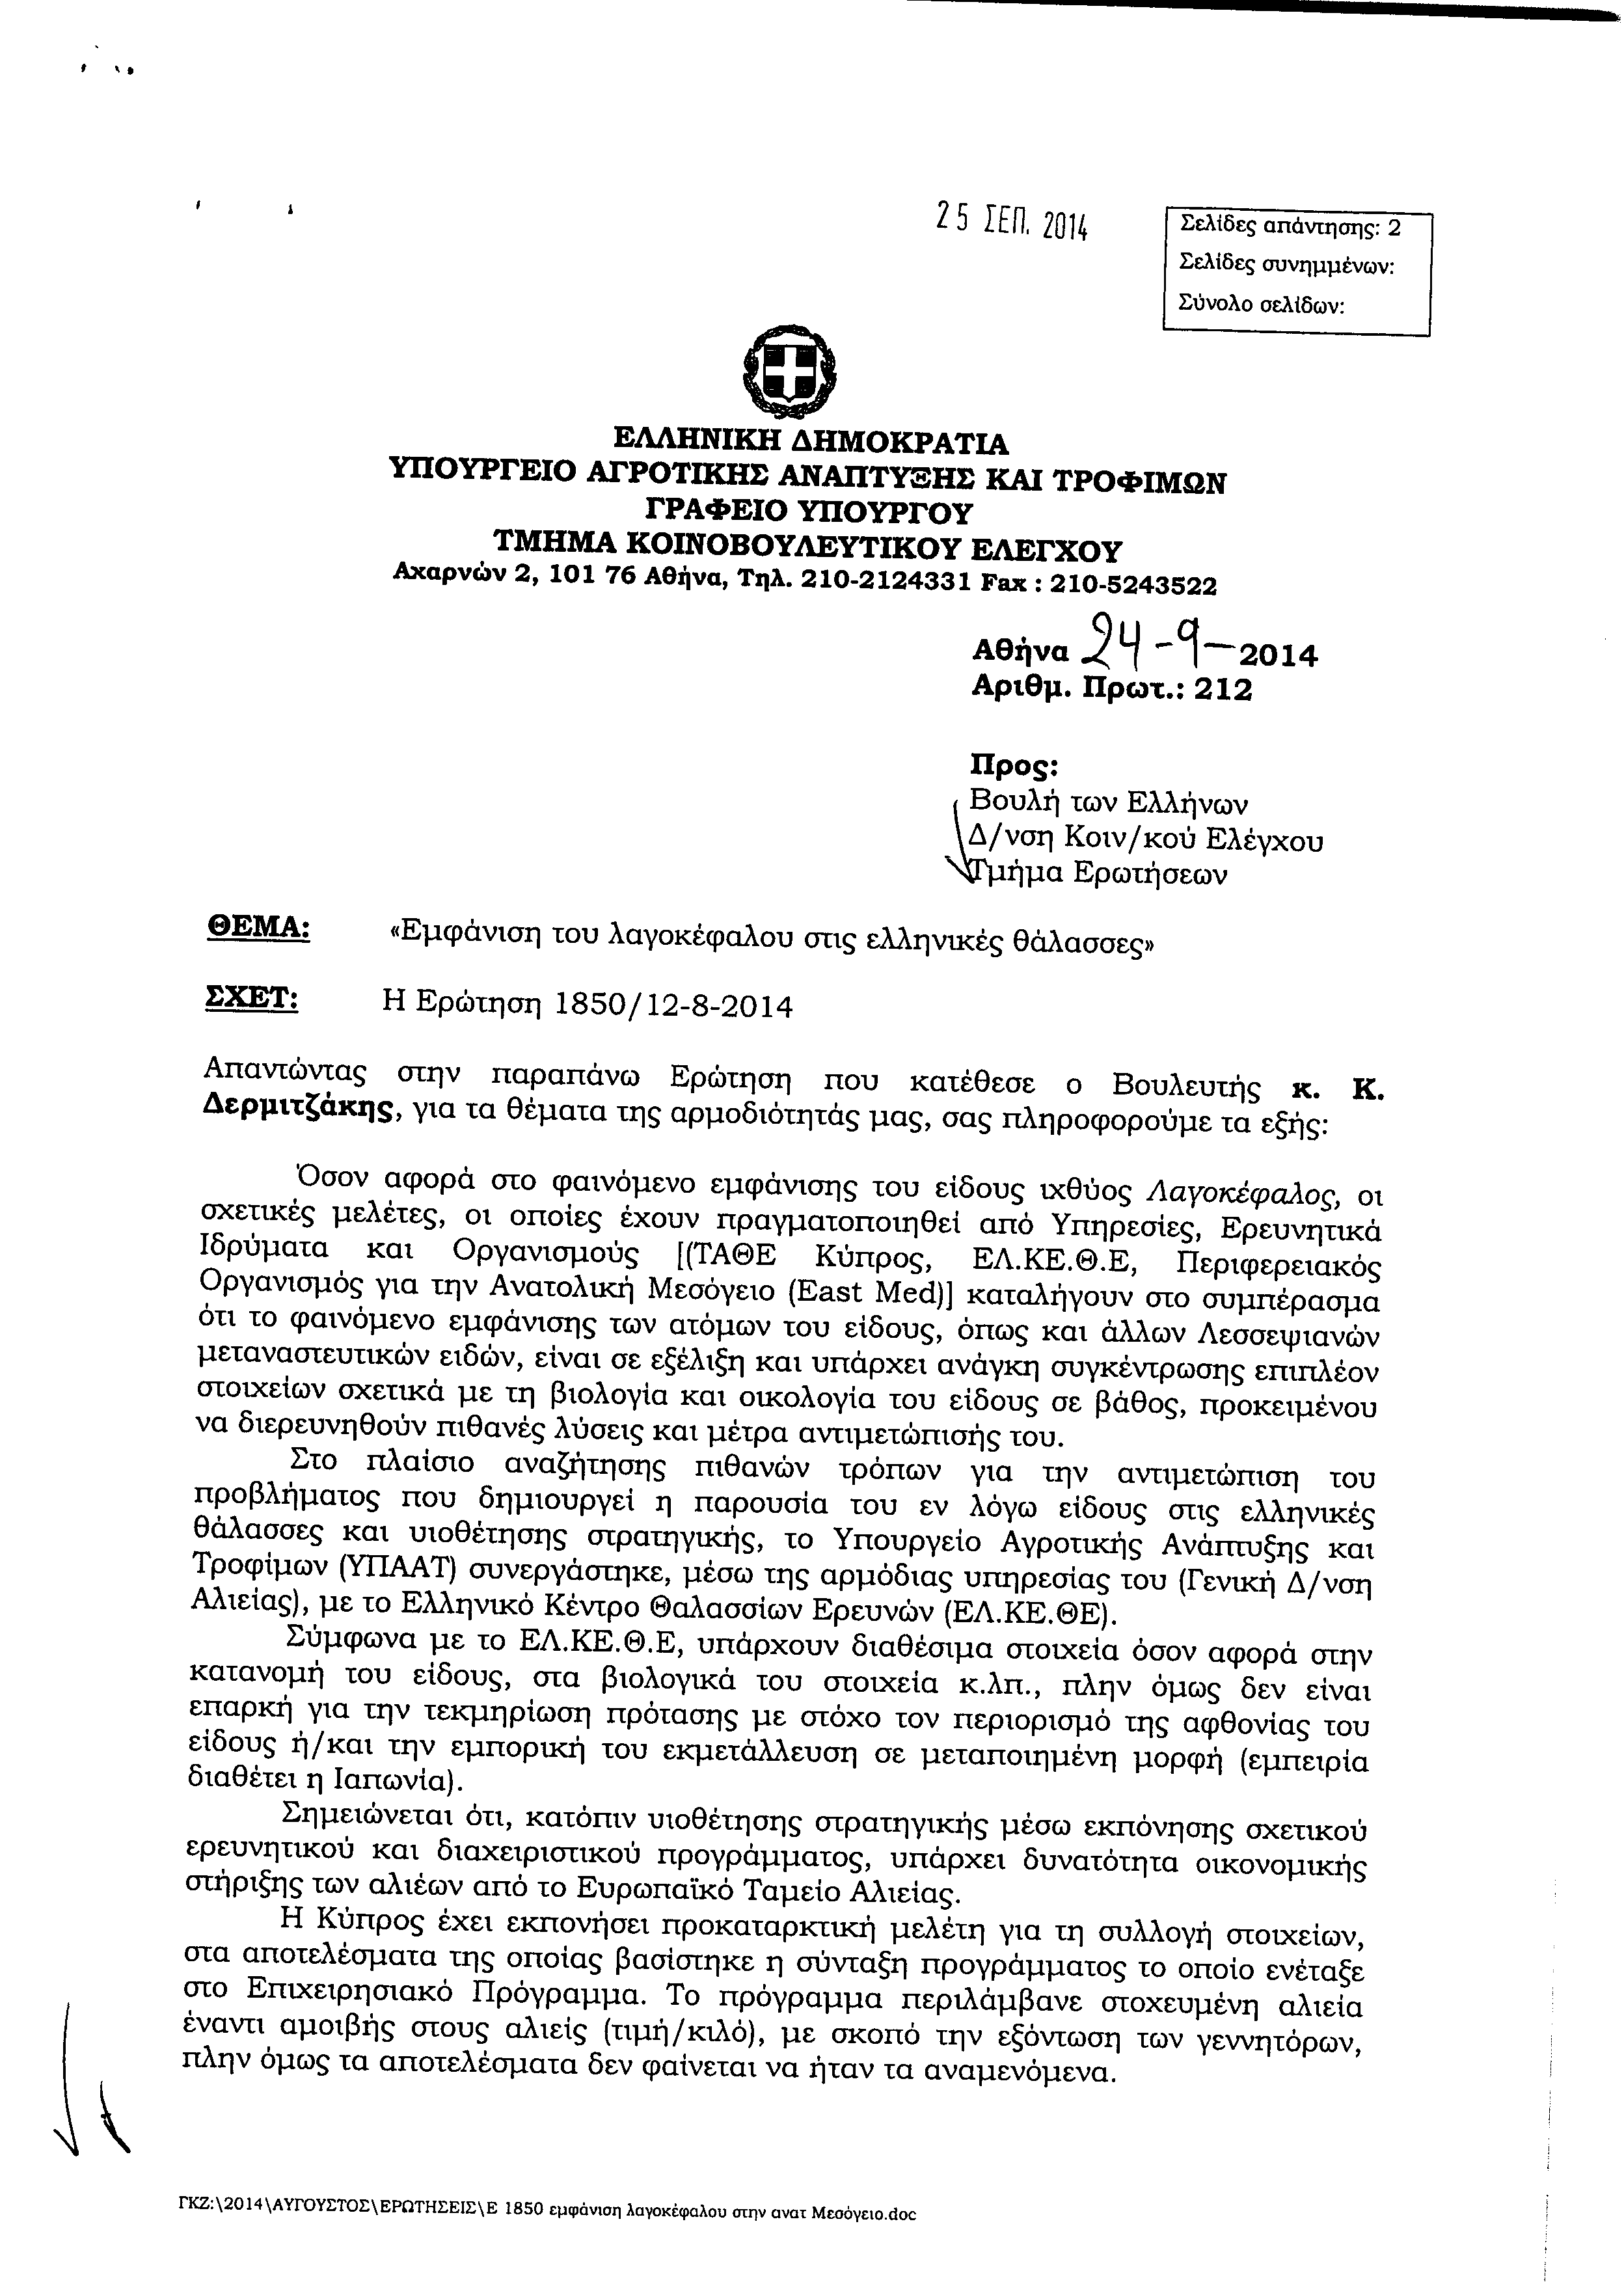 25 ΣΕΠ. 2014
Σελίδες απάντησης: 2
Σελίδες συνημμένων:
Σύνολο σελίδων:
ΕΛΛΗΝΙΚΗ ΔΗΜΟΚΡΑΤΙΑ
ΥΠΟΥΡΓΕΙΟ ΑΓΡΟΤΙΚΗΣ ΑΝΑΠΤΥΞΗΣ ΚΑΙ ΤΡΟΦΙΜΩΝ
ΓΡΑΦΕΙΟ ΥΠΟΥΡΓΟΥ
ΤΜΗΜΑ ΚΟΙΝΟΒΟΥΛΕΥΤΙΚΟΥ ΕΛΕΓΧΟΥ
Αχαρνών 2, 101 76 Αθήνα, Τηλ. 210-2124331 Fax : 210-5243522
Αθήνα 24-9-2014
Αριθμ. Πρωτ.: 212
Προς:
Βουλή των Ελλήνων
Δ/νση Κοιν/κού Ελέγχου
Τμήμα Ερωτήσεων
ΘΕΜΑ: «Εμφάνιση του λαγοκέφαλου στις ελληνικές θάλασσες»
ΣΧΕΤ: Η Ερώτηση 1850/12-8-2014
Απαντώντας στην παραπάνω Ερώτηση που κατέθεσε ο Βουλευτής κ. Κ.
Δερμιτζάκης, για τα θέματα της αρμοδιότητάς μας, σας πληροφορούμε τα εξής:
Όσον αφορά στο φαινόμενο εμφάνισης του είδους ιχθύος Λαγοκέφαλος, οι
σχετικές μελέτες, οι οποίες έχουν πραγματοποιηθεί από Υπηρεσίες, Ερευνητικά
Ιδρύματα και Οργανισμούς [(ΤΑΘΕ Κύπρος, ΕΛ.ΚΕ.Θ.Ε, Περιφερειακός
Οργανισμός για την Ανατολική Μεσόγειο (East Med)] καταλήγουν στο συμπέρασμα
ότι το φαινόμενο εμφάνισης των ατόμων του είδους, όπως και άλλων Λεσσεψιανών
μεταναστευτικών ειδών, είναι σε εξέλιξη και υπάρχει ανάγκη συγκέντρωσης επιπλέον
στοιχείων σχετικά με τη βιολογία και οικολογία του είδους σε βάθος, προκειμένου
να διερευνηθούν πιθανές λύσεις και μέτρα αντιμετώπισής του.
Στο πλαίσιο αναζήτησης πιθανών τρόπων για την αντιμετώπιση του
προβλήματος που δημιουργεί η παρουσία του εν λόγω είδους στις ελληνικές
θάλασσες και υιοθέτησης στρατηγικής, το Υπουργείο Αγροτικής Ανάπτυξης και
Τροφίμων (ΥΠΑΑΤ) συνεργάστηκε, μέσω της αρμόδιας υπηρεσίας του (Γενική Δ/νση
Αλιείας), με το Ελληνικό Κέντρο Θαλασσίων Ερευνών (ΕΛ.ΚΕ.ΘΕ).
Σύμφωνα με το ΕΛ.ΚΕ.Θ.Ε, υπάρχουν διαθέσιμα στοιχεία όσον αφορά στην
κατανομή του είδους, στα βιολογικά του στοιχεία κ.λπ., πλην όμως δεν είναι
επαρκή για την τεκμηρίωση πρότασης με στόχο τον περιορισμό της αφθονίας του
είδους ή/και την εμπορική του εκμετάλλευση σε μεταποιημένη μορφή (εμπειρία
διαθέτει η Ιαπωνία).
Σημειώνεται ότι, κατόπιν υιοθέτησης στρατηγικής μέσω εκπόνησης σχετικού
ερευνητικού και διαχειριστικού προγράμματος, υπάρχει δυνατότητα οικονομικής
στήριξης των αλιέων από το Ευρωπαϊκό Ταμείο Αλιείας.
Η Κύπρος έχει εκπονήσει προκαταρκτική μελέτη για τη συλλογή στοιχείων,
στα αποτελέσματα της οποίας βασίστηκε η σύνταξη προγράμματος το οποίο ενέταξε
στο Επιχειρησιακό Πρόγραμμα. Το πρόγραμμα περιλάμβανε στοχευμένη αλιεία
έναντι αμοιβής στους αλιείς (τιμή/κιλό), με σκοπό την εξόντωση των γεννητόρων,
πλην όμως τα αποτελέσματα δεν φαίνεται να ήταν τα αναμενόμενα.
ΓΚΖ:\2014\ΑΥΓΟΥΣΤΟΣ\ΕΡΩΤΗΣΕΙΣ\Ε 1850 εμφάνιση λαγοκέφαλου στην ανατ Μεσόγειο.doc